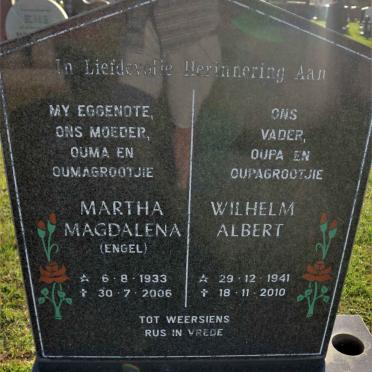 In Liefdevolle Herinnering Aan
MY EGGENOTE,
ONS MOEDER,
OUMA EN
OUMAGROOTJIE
MARTHA
MAGDALENA
(ENGEL)
☆ 6·8·1933
✝ 30·7·2006
ONS
VADER,
OUPA EN
OUPAGROOTJIE
WILHELM
ALBERT
☆ 29·12·1941
✝ 18·11·2010
TOT WEERSIENS
RUS IN VREDE